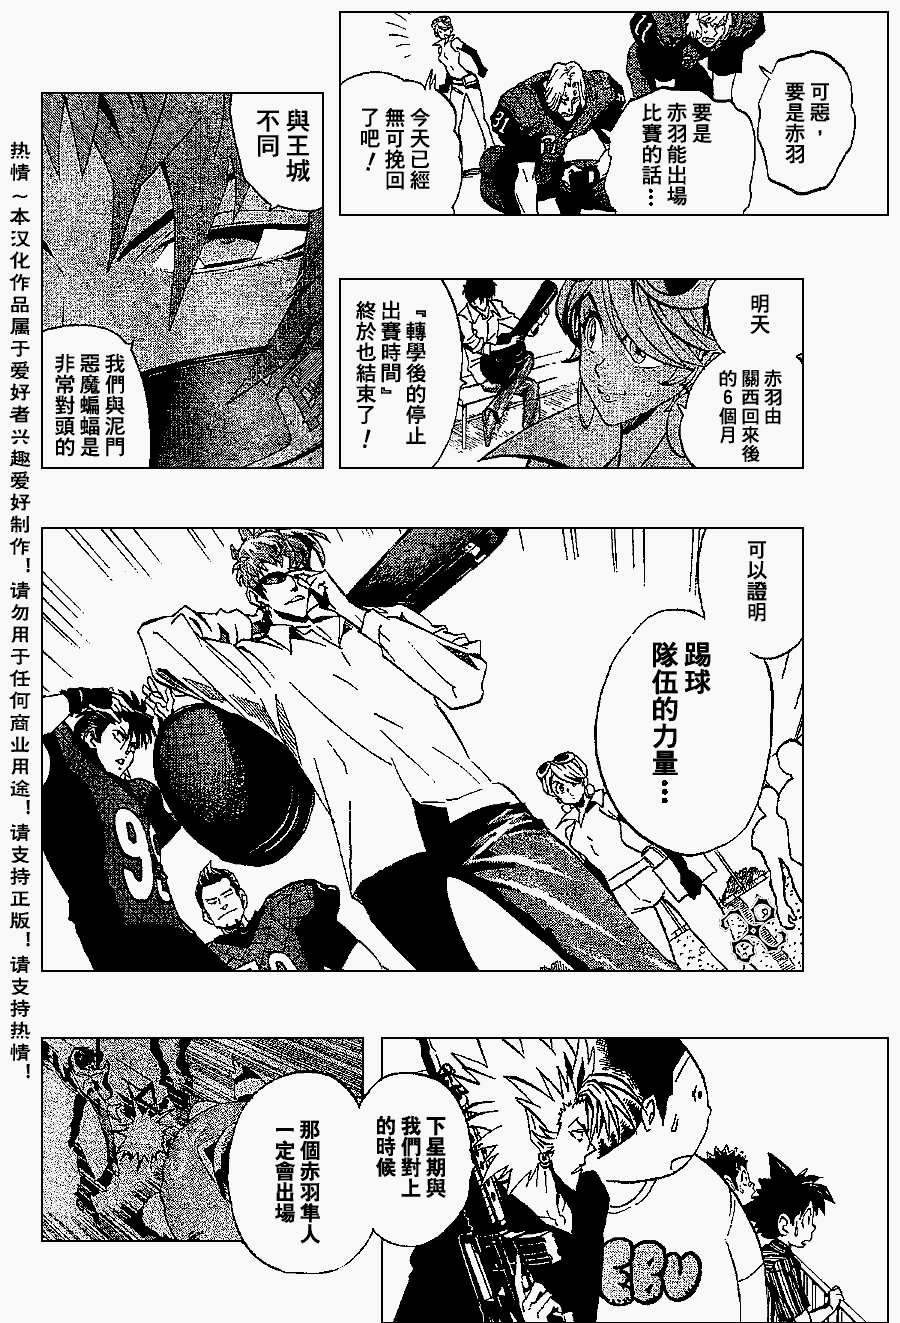 可惡，
要是赤羽
要是
赤羽能出場
比賽的話…
31
11
今天已經
無可挽回
了吧！
與王城
不同
我們與泥門
惡魔蝙蝠是
非常對頭的
明天
赤羽由
關西回來後
的6個月
『轉學後的停止
出賽時間』
終於也結束了！
可以證明
踢球
隊伍的力量…
下星期與
我們對上
的時候
那個赤羽隼人
一定會出場
EBU
热情～本汉化作品属于爱好者兴趣爱好制作！请勿用于任何商业用途！请支持正版！请支持热情！